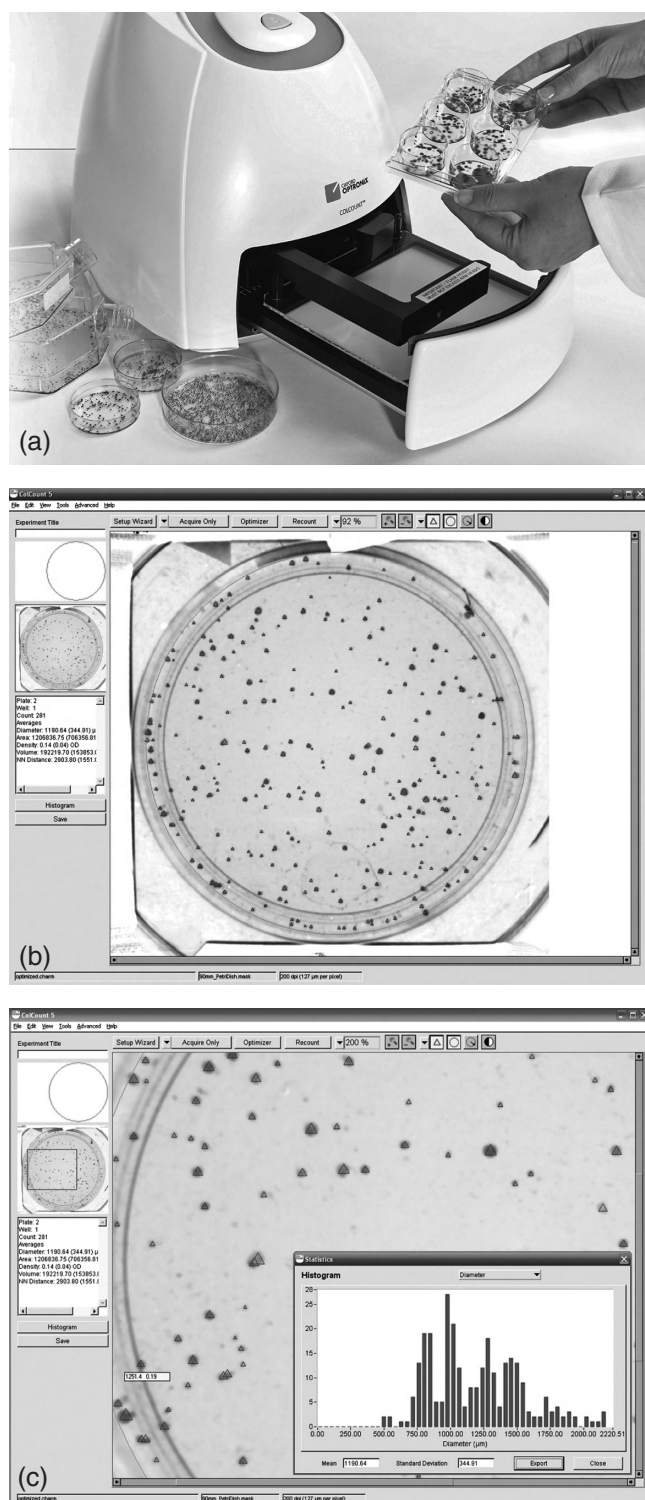 OXFORD
OPTRONIX
COLCOUNT™
(a)
ColCount 5
File Edit View Tools Advanced Help
Experiment Title
Setup Wizard Acquire Only Optimizer Recount 92 %
Plate: 2
Well: 1
Count: 281
Averages
Diameter: 1190.64 (344.91) µ
Area: 1206836.75 (706356.81
Density: 0.14 (0.04) OD
Volume: 192219.70 (153853.0
NN Distance: 2803.80 (1551.0
Histogram
Save
(b)
optimized.charm 90mm_PetriDish.mask 200 dpi (127 µm per pixel)
ColCount 5
File Edit View Tools Advanced Help
Experiment Title
Setup Wizard Acquire Only Optimizer Recount 200 %
Plate: 2
Well: 1
Count: 281
Averages
Diameter: 1190.64 (344.91) µ
Area: 1206836.75 (706356.81
Density: 0.14 (0.04) OD
Volume: 192219.70 (153853.0
NN Distance: 2803.80 (1551.0
Histogram
Save
1251.4 0.19
Statistics
Histogram Diameter
28
25
20
15
10
5
0
0.00 250.00 500.00 750.00 1000.00 1250.00 1500.00 1750.00 2000.00 2220.51
Diameter (µm)
Mean 1190.64 Standard Deviation 344.91 Export Close
(c)
optimized.charm 90mm_PetriDish.mask 200 dpi (127 µm per pixel)